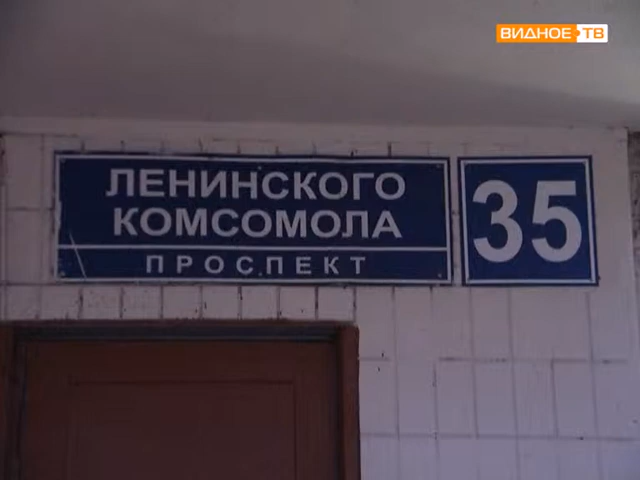 ВИДНОЕ ТВ
ЛЕНИНСКОГО
КОМСОМОЛА
ПРОСПЕКТ
35